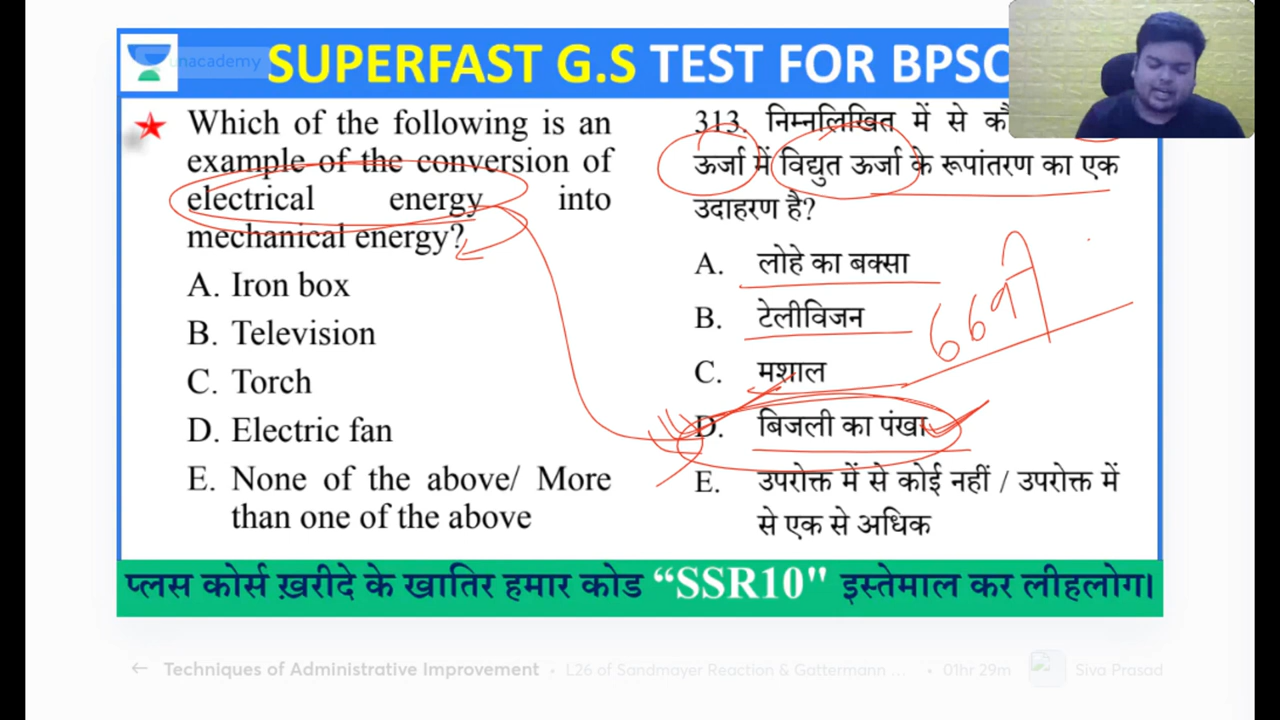 unacademy
SUPERFAST G.S TEST FOR BPSC
Which of the following is an
example of the conversion of
electrical energy into
mechanical energy?
A. Iron box
B. Television
C. Torch
D. Electric fan
E. None of the above/ More
than one of the above
313. निम्नलिखित में से
ऊर्जा में विद्युत ऊर्जा के रूपांतरण का एक
उदाहरण है?
A. लोहे का बक्सा
B. टेलीविजन
C. मशाल
D. बिजली का पंखा
E. उपरोक्त में से कोई नहीं / उपरोक्त में
से एक से अधिक
प्लस कोर्स ख़रीदे के खातिर हमार कोड “SSR10" इस्तेमाल कर लीहलोग।
Techniques of Administrative Improvement • L26 of Sandmayer Reaction & Gattermann ... • 01hr 29m Siva Prasad